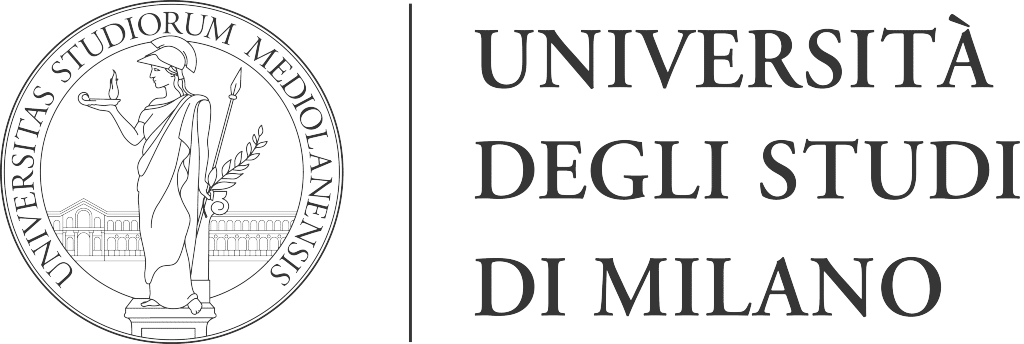 UNIVERSITAS STUDIORUM MEDIOLANENSIS
UNIVERSITÀ
DEGLI STUDI
DI MILANO